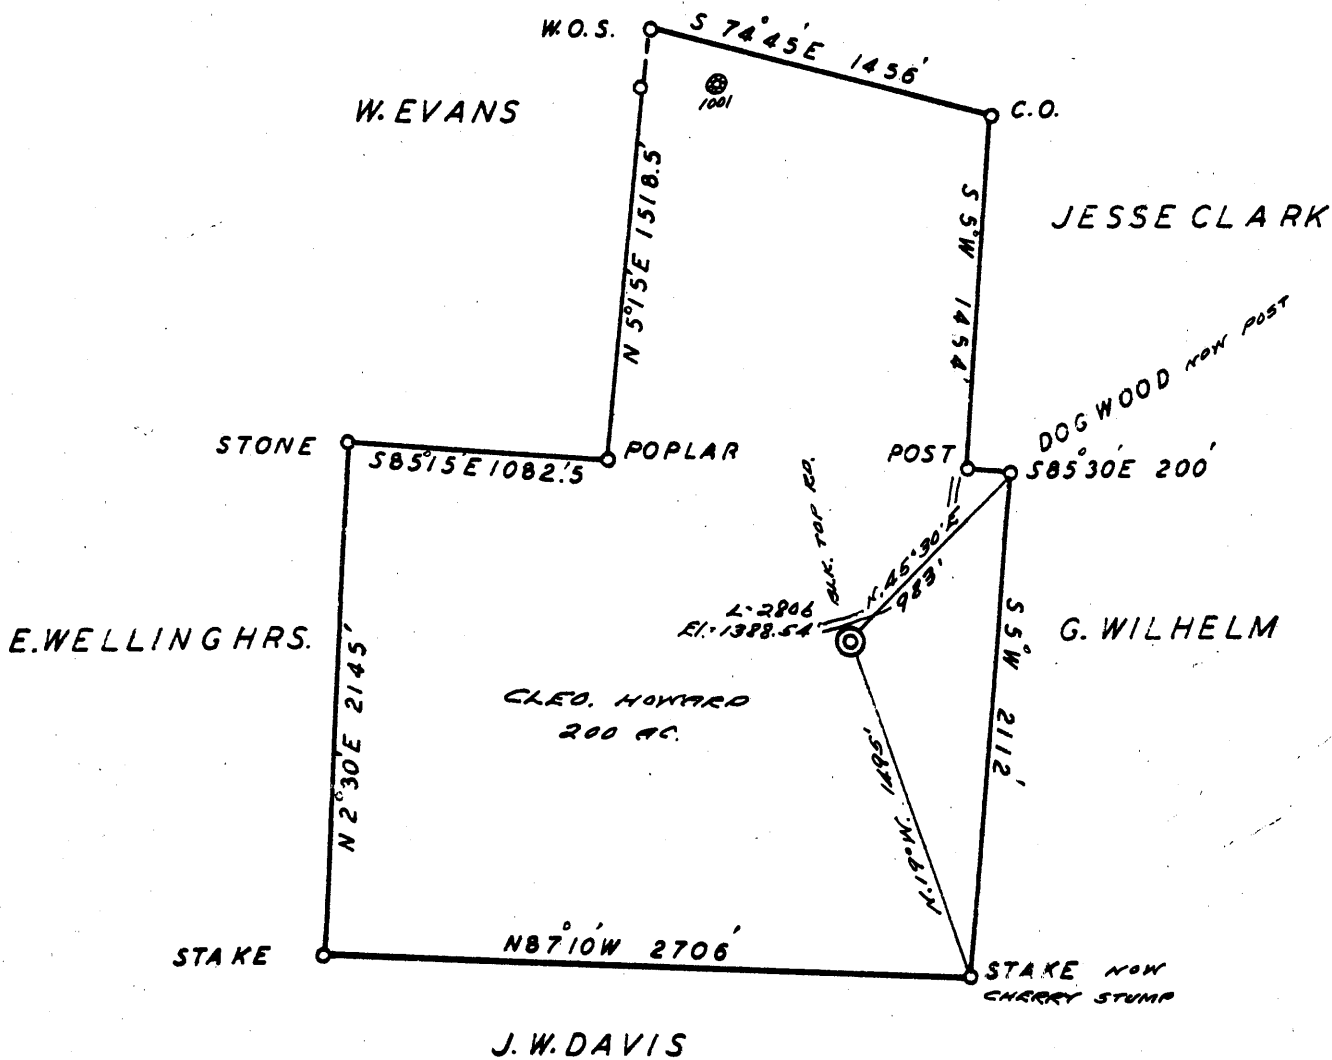 W.O.S.
S 74°45'E 1456'
1001
C.O.
W. EVANS
N 5°15'E 1518.5'
S 5°W 1454'
JESSE CLARK
DOGWOOD NOW POST
STONE
S85°15'E 1082.'5
POPLAR
POST
S85°30'E 200'
BLK. TOP RD.
N. 45°30'E
983'
L-2806
El.-1388.54'
E. WELLING HRS.
N 2°30'E 2145'
CLEO. HOWARD
200 AC.
S 5°W 2112'
G. WILHELM
N.19°W. 1495'
STAKE
N87°10'W 2706'
STAKE NOW
CHERRY STUMP
J. W. DAVIS